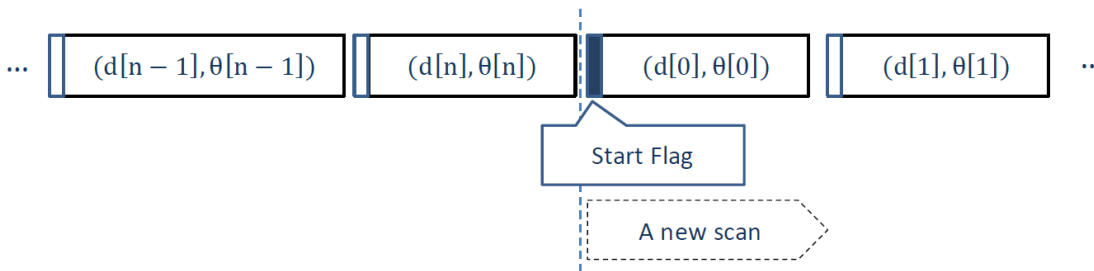 ... (d[n − 1], θ[n − 1]) (d[n], θ[n]) (d[0], θ[0]) (d[1], θ[1]) ..
Start Flag
A new scan